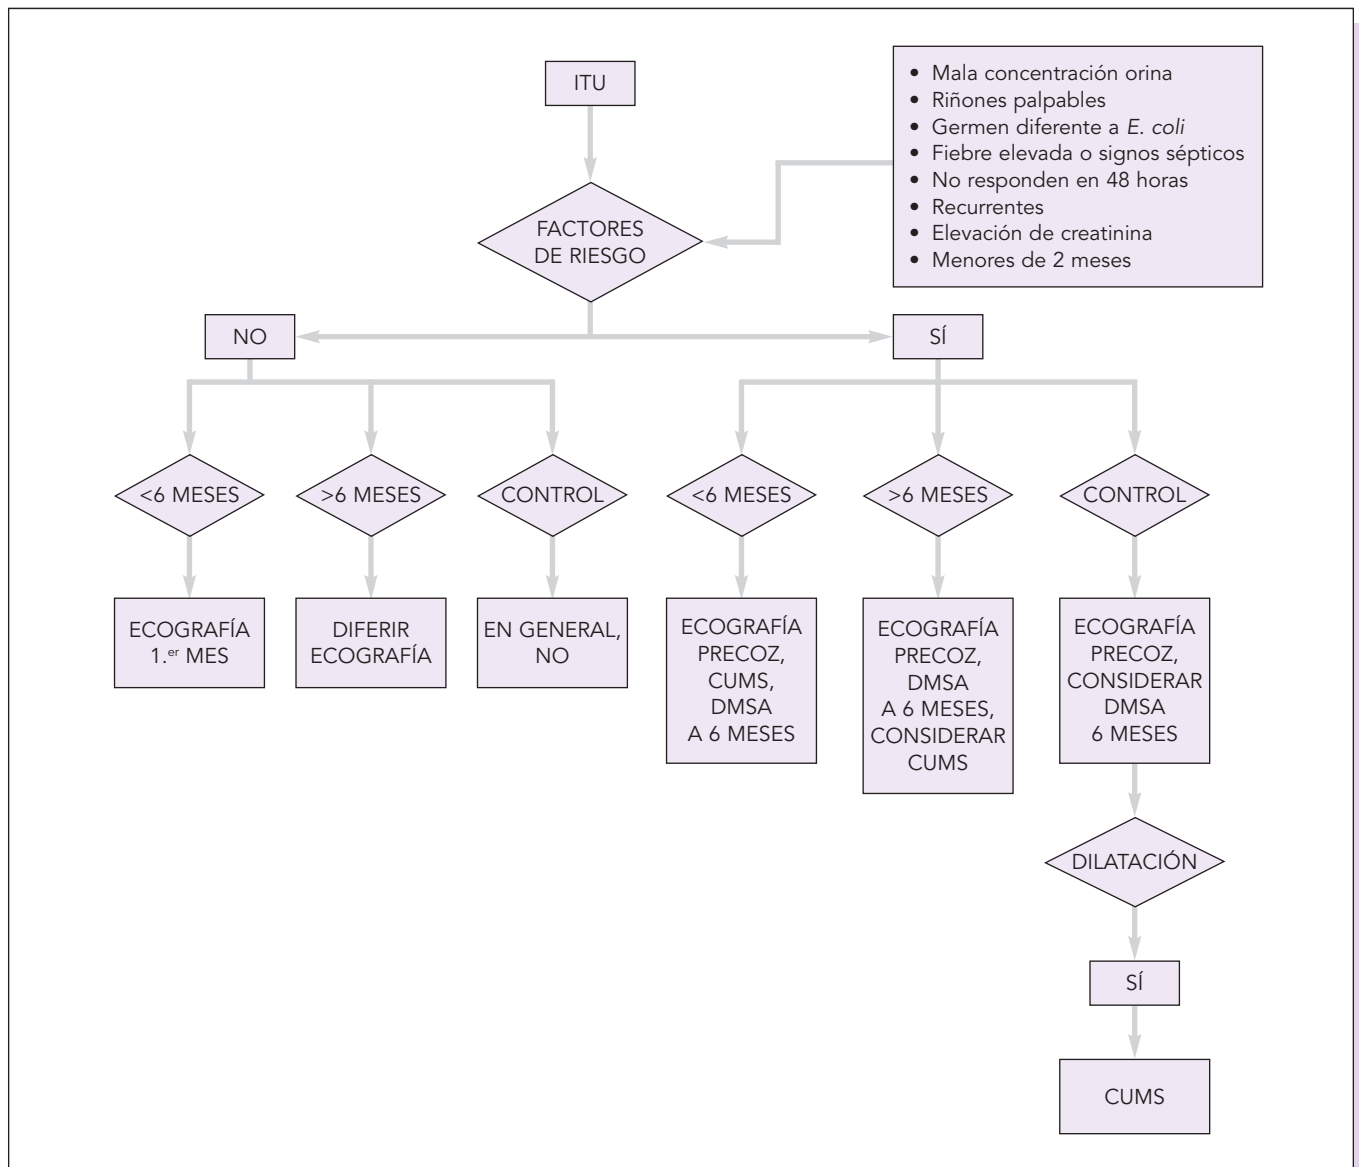 ITU
• Mala concentración orina
• Riñones palpables
• Germen diferente a E. coli
• Fiebre elevada o signos sépticos
• No responden en 48 horas
• Recurrentes
• Elevación de creatinina
• Menores de 2 meses
FACTORES
DE RIESGO
NO
SÍ
<6 MESES
>6 MESES
CONTROL
<6 MESES
>6 MESES
CONTROL
ECOGRAFÍA
1.er MES
DIFERIR
ECOGRAFÍA
EN GENERAL,
NO
ECOGRAFÍA
PRECOZ,
CUMS,
DMSA
A 6 MESES
ECOGRAFÍA
PRECOZ,
DMSA
A 6 MESES,
CONSIDERAR
CUMS
ECOGRAFÍA
PRECOZ,
CONSIDERAR
DMSA
6 MESES
DILATACIÓN
SÍ
CUMS